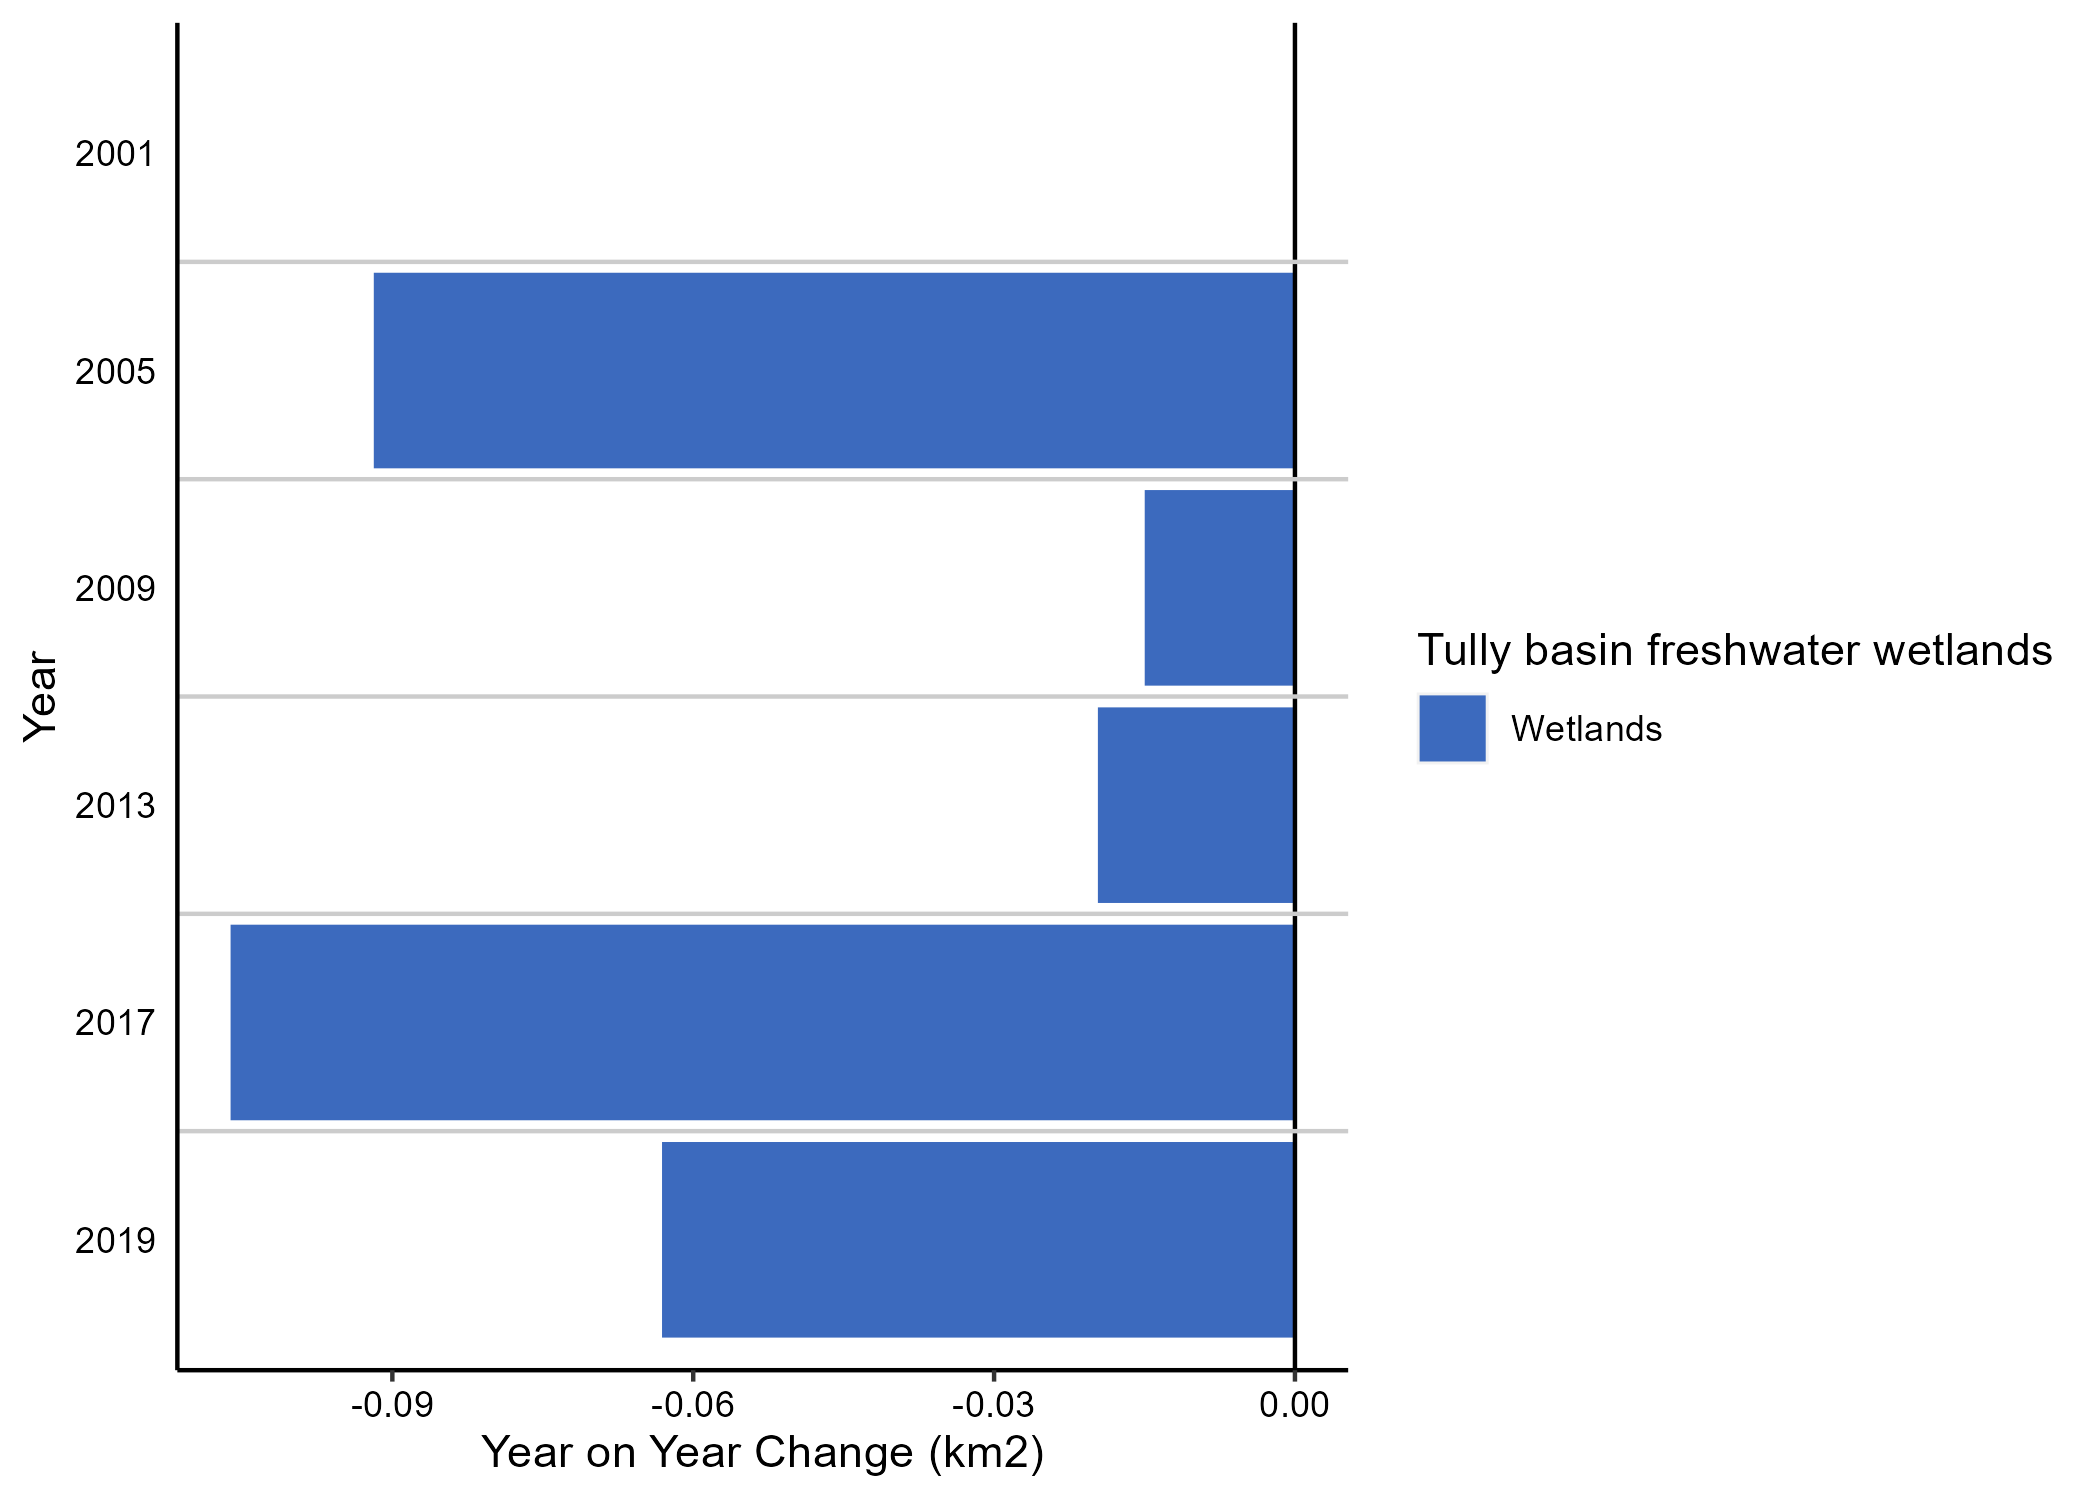 Year
2001
2005
2009
2013
2017
2019
-0.09
-0.06
-0.03
0.00
Year on Year Change (km2)
Tully basin freshwater wetlands
Wetlands